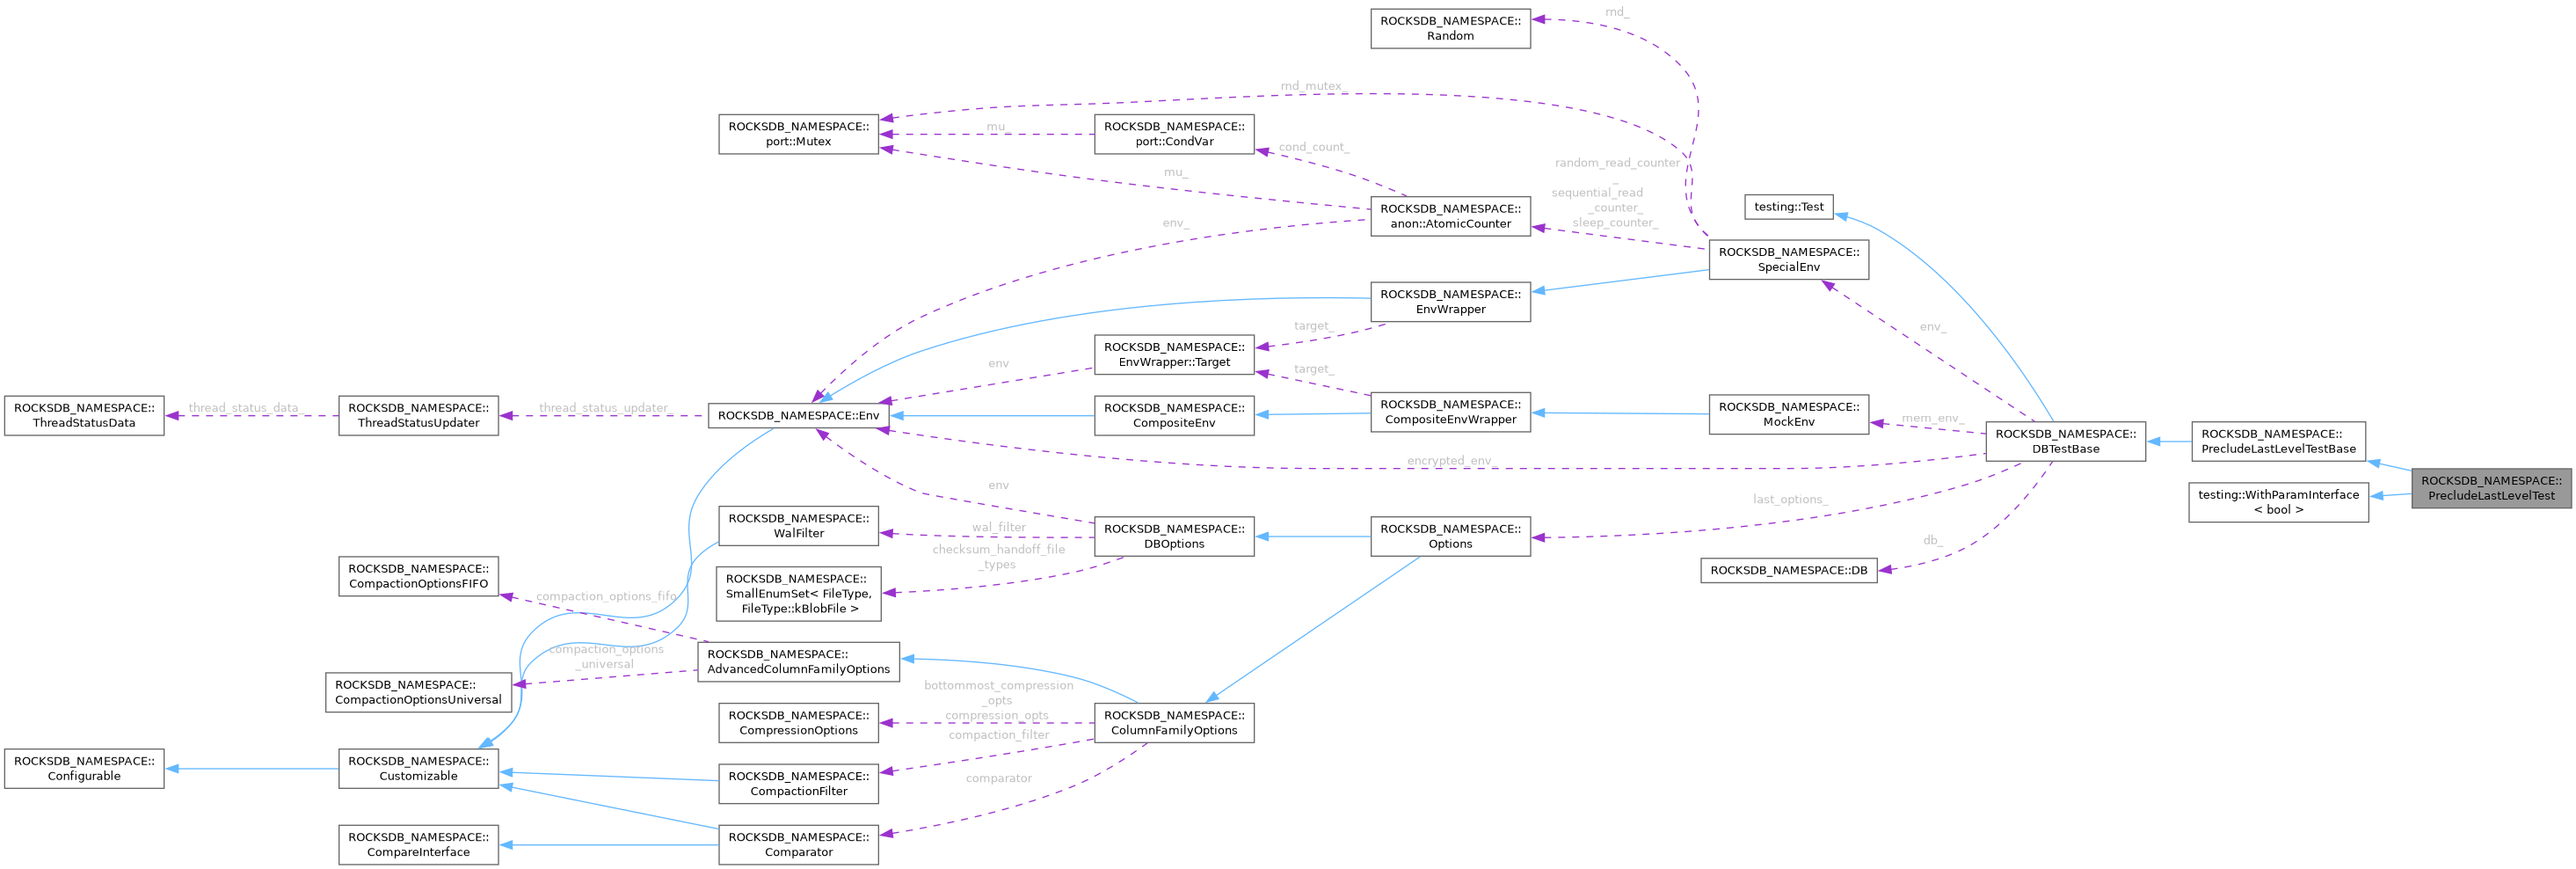 ROCKSDB_NAMESPACE::
Random
rnd_
rnd_mutex_
ROCKSDB_NAMESPACE::
port::Mutex
mu_
ROCKSDB_NAMESPACE::
port::CondVar
cond_count_
mu_
random_read_counter
_
sequential_read
_counter_
sleep_counter_
ROCKSDB_NAMESPACE::
anon::AtomicCounter
env_
testing::Test
ROCKSDB_NAMESPACE::
SpecialEnv
ROCKSDB_NAMESPACE::
EnvWrapper
target_
ROCKSDB_NAMESPACE::
EnvWrapper::Target
env
target_
env_
ROCKSDB_NAMESPACE::
ThreadStatusData
thread_status_data_
ROCKSDB_NAMESPACE::
ThreadStatusUpdater
thread_status_updater_
ROCKSDB_NAMESPACE::Env
ROCKSDB_NAMESPACE::
CompositeEnv
ROCKSDB_NAMESPACE::
CompositeEnvWrapper
ROCKSDB_NAMESPACE::
MockEnv
mem_env_
ROCKSDB_NAMESPACE::
DBTestBase
ROCKSDB_NAMESPACE::
PrecludeLastLevelTestBase
ROCKSDB_NAMESPACE::
PrecludeLastLevelTest
testing::WithParamInterface
< bool >
encrypted_env_
env
last_options_
ROCKSDB_NAMESPACE::
WalFilter
wal_filter
checksum_handoff_file
_types
ROCKSDB_NAMESPACE::
DBOptions
ROCKSDB_NAMESPACE::
Options
db_
ROCKSDB_NAMESPACE::DB
ROCKSDB_NAMESPACE::
CompactionOptionsFIFO
compaction_options_fifo
ROCKSDB_NAMESPACE::
SmallEnumSet< FileType,
FileType::kBlobFile >
compaction_options
_universal
ROCKSDB_NAMESPACE::
AdvancedColumnFamilyOptions
ROCKSDB_NAMESPACE::
CompactionOptionsUniversal
bottommost_compression
_opts
compression_opts
ROCKSDB_NAMESPACE::
CompressionOptions
ROCKSDB_NAMESPACE::
ColumnFamilyOptions
compaction_filter
ROCKSDB_NAMESPACE::
Configurable
ROCKSDB_NAMESPACE::
Customizable
ROCKSDB_NAMESPACE::
CompactionFilter
comparator
ROCKSDB_NAMESPACE::
CompareInterface
ROCKSDB_NAMESPACE::
Comparator